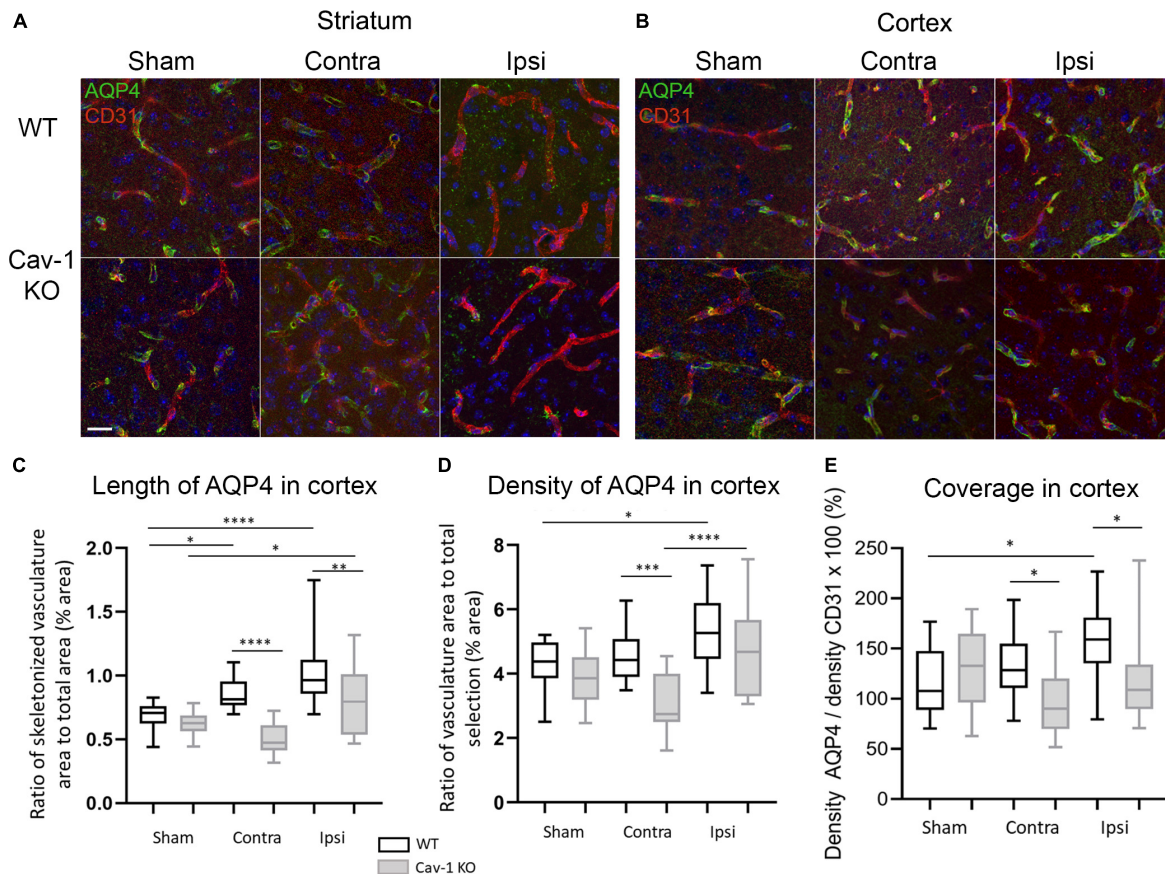 A
Striatum
Sham Contra Ipsi
WT
AQP4
CD31
Cav-1
KO
B
Cortex
Sham Contra Ipsi
AQP4
CD31
C
Length of AQP4 in cortex
Ratio of skeletonized vasculature
area to total area (% area)
2.0
1.5
1.0
0.5
0.0
****
*
*
**
****
Sham Contra Ipsi
WT
Cav-1 KO
D
Density of AQP4 in cortex
Ratio of vasculature area to total
selection (% area)
8
6
4
2
0
*
****
***
Sham Contra Ipsi
E
Coverage in cortex
Density AQP4 / density CD31 x 100 (%)
250
200
150
100
50
0
*
*
*
Sham Contra Ipsi